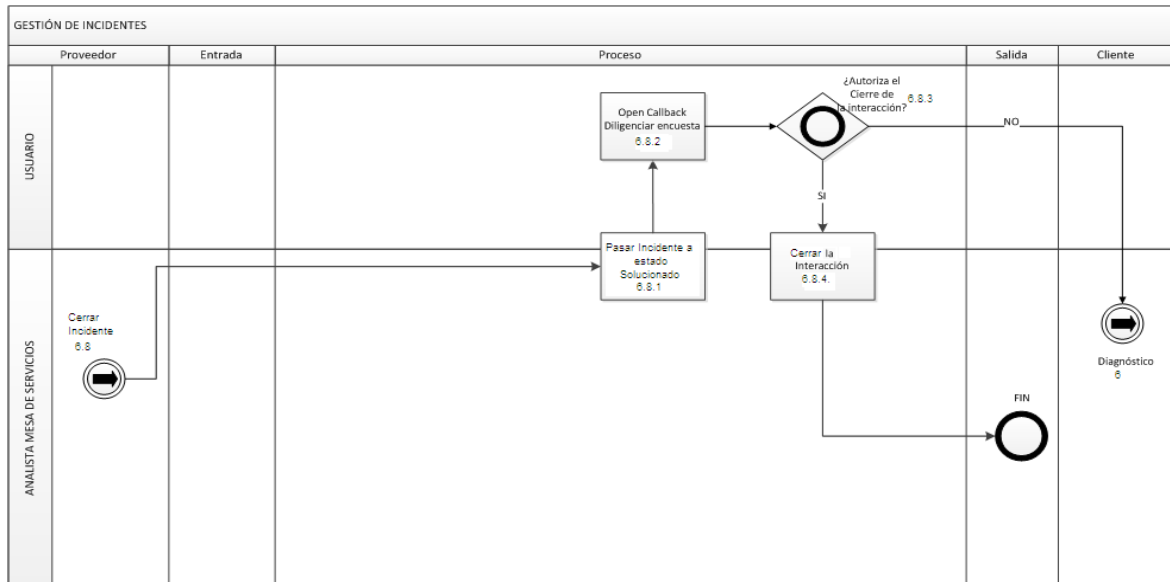 GESTIÓN DE INCIDENTES
Proveedor
Entrada
Proceso
Salida
Cliente
USUARIO
Open Callback
Diligenciar encuesta
6.8.2
¿Autoriza el
Cierre de
la interacción?
6.8.3
NO
SI
ANALISTA MESA DE SERVICIOS
Cerrar
Incidente
6.8
Pasar Incidente a
estado
Solucionado
6.8.1
Cerrar la
Interacción
6.8.4.
Diagnóstico
6
FIN